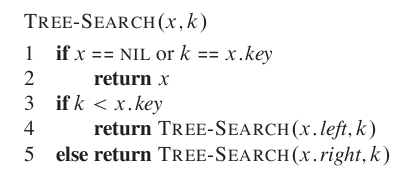 TREE-SEARCH(x, k)
1 if x == NIL or k == x.key
2 return x
3 if k < x.key
4 return TREE-SEARCH(x.left, k)
5 else return TREE-SEARCH(x.right, k)